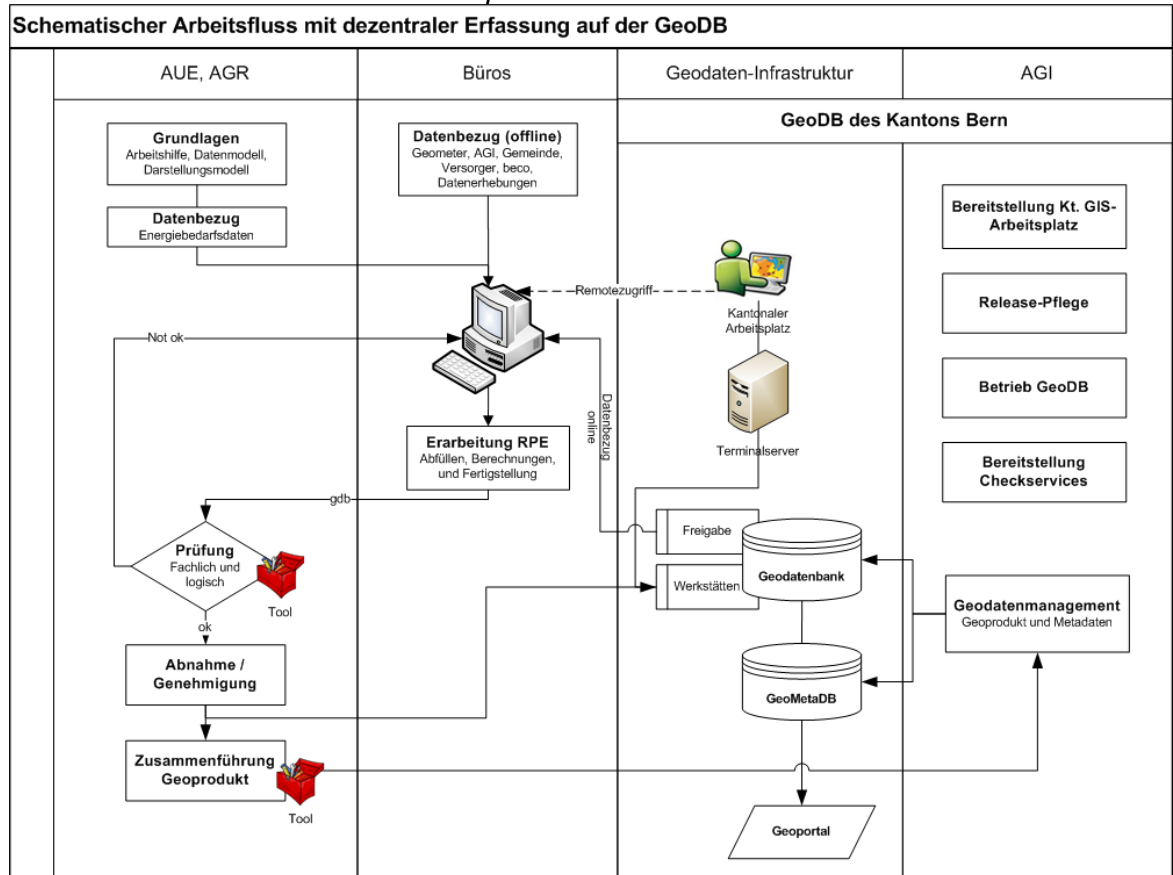 Schematischer Arbeitsfluss mit dezentraler Erfassung auf der GeoDB
AUE, AGR
Büros
Geodaten-Infrastruktur
AGI
GeoDB des Kantons Bern
Grundlagen
Arbeitshilfe, Datenmodell,
Darstellungsmodell
Datenbezug
Energiebedarfsdaten
Datenbezug (offline)
Geometer, AGI, Gemeinde,
Versorger, beco,
Datenerhebungen
Bereitstellung Kt. GIS-
Arbeitsplatz
Remotezugriff
Kantonaler
Arbeitsplatz
Release-Pflege
Not ok
Datenbezug
online
Betrieb GeoDB
Terminalserver
Erarbeitung RPE
Abfüllen, Berechnungen,
und Fertigstellung
Bereitstellung
Checkservices
gdb
Prüfung
Fachlich und
logisch
Tool
ok
Freigabe
Werkstätten
Geodatenbank
Geodatenmanagement
Geoprodukt und Metadaten
Abnahme /
Genehmigung
GeoMetaDB
Zusammenführung
Geoprodukt
Tool
Geoportal